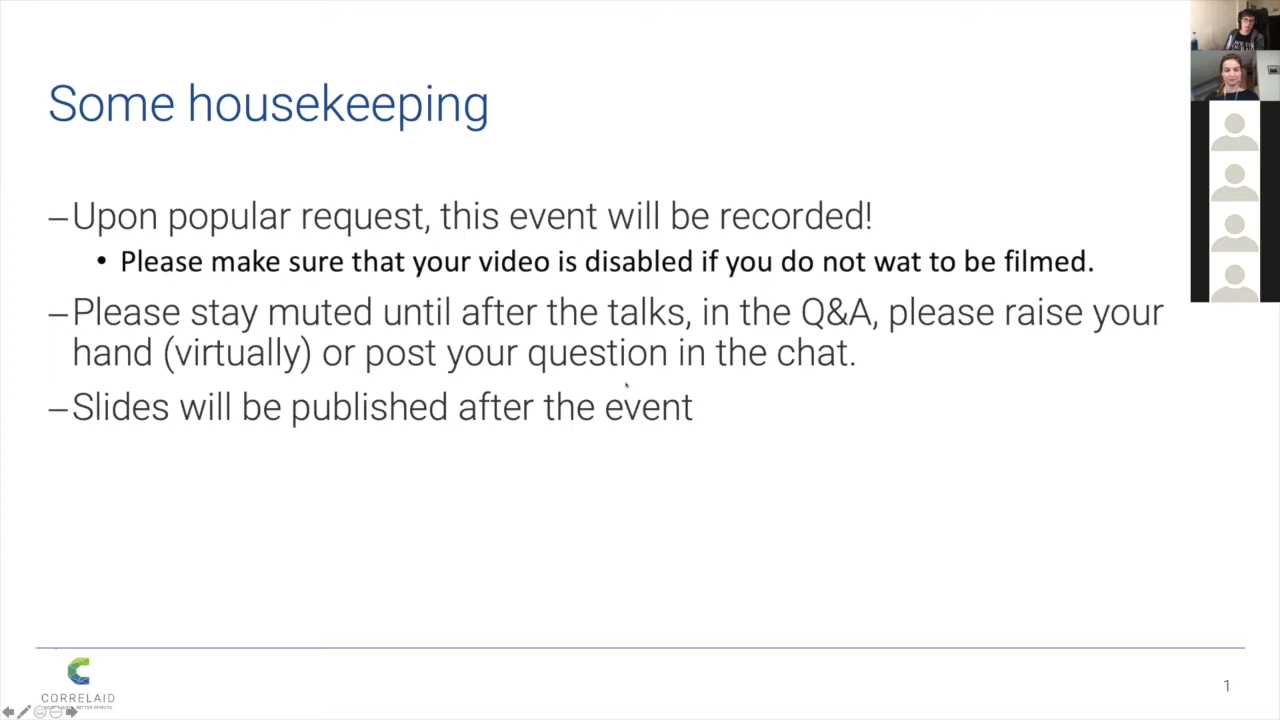 Some housekeeping
–Upon popular request, this event will be recorded!
• Please make sure that your video is disabled if you do not wat to be filmed.
–Please stay muted until after the talks, in the Q&A, please raise your
hand (virtually) or post your question in the chat.
–Slides will be published after the event
CORRELAID
1